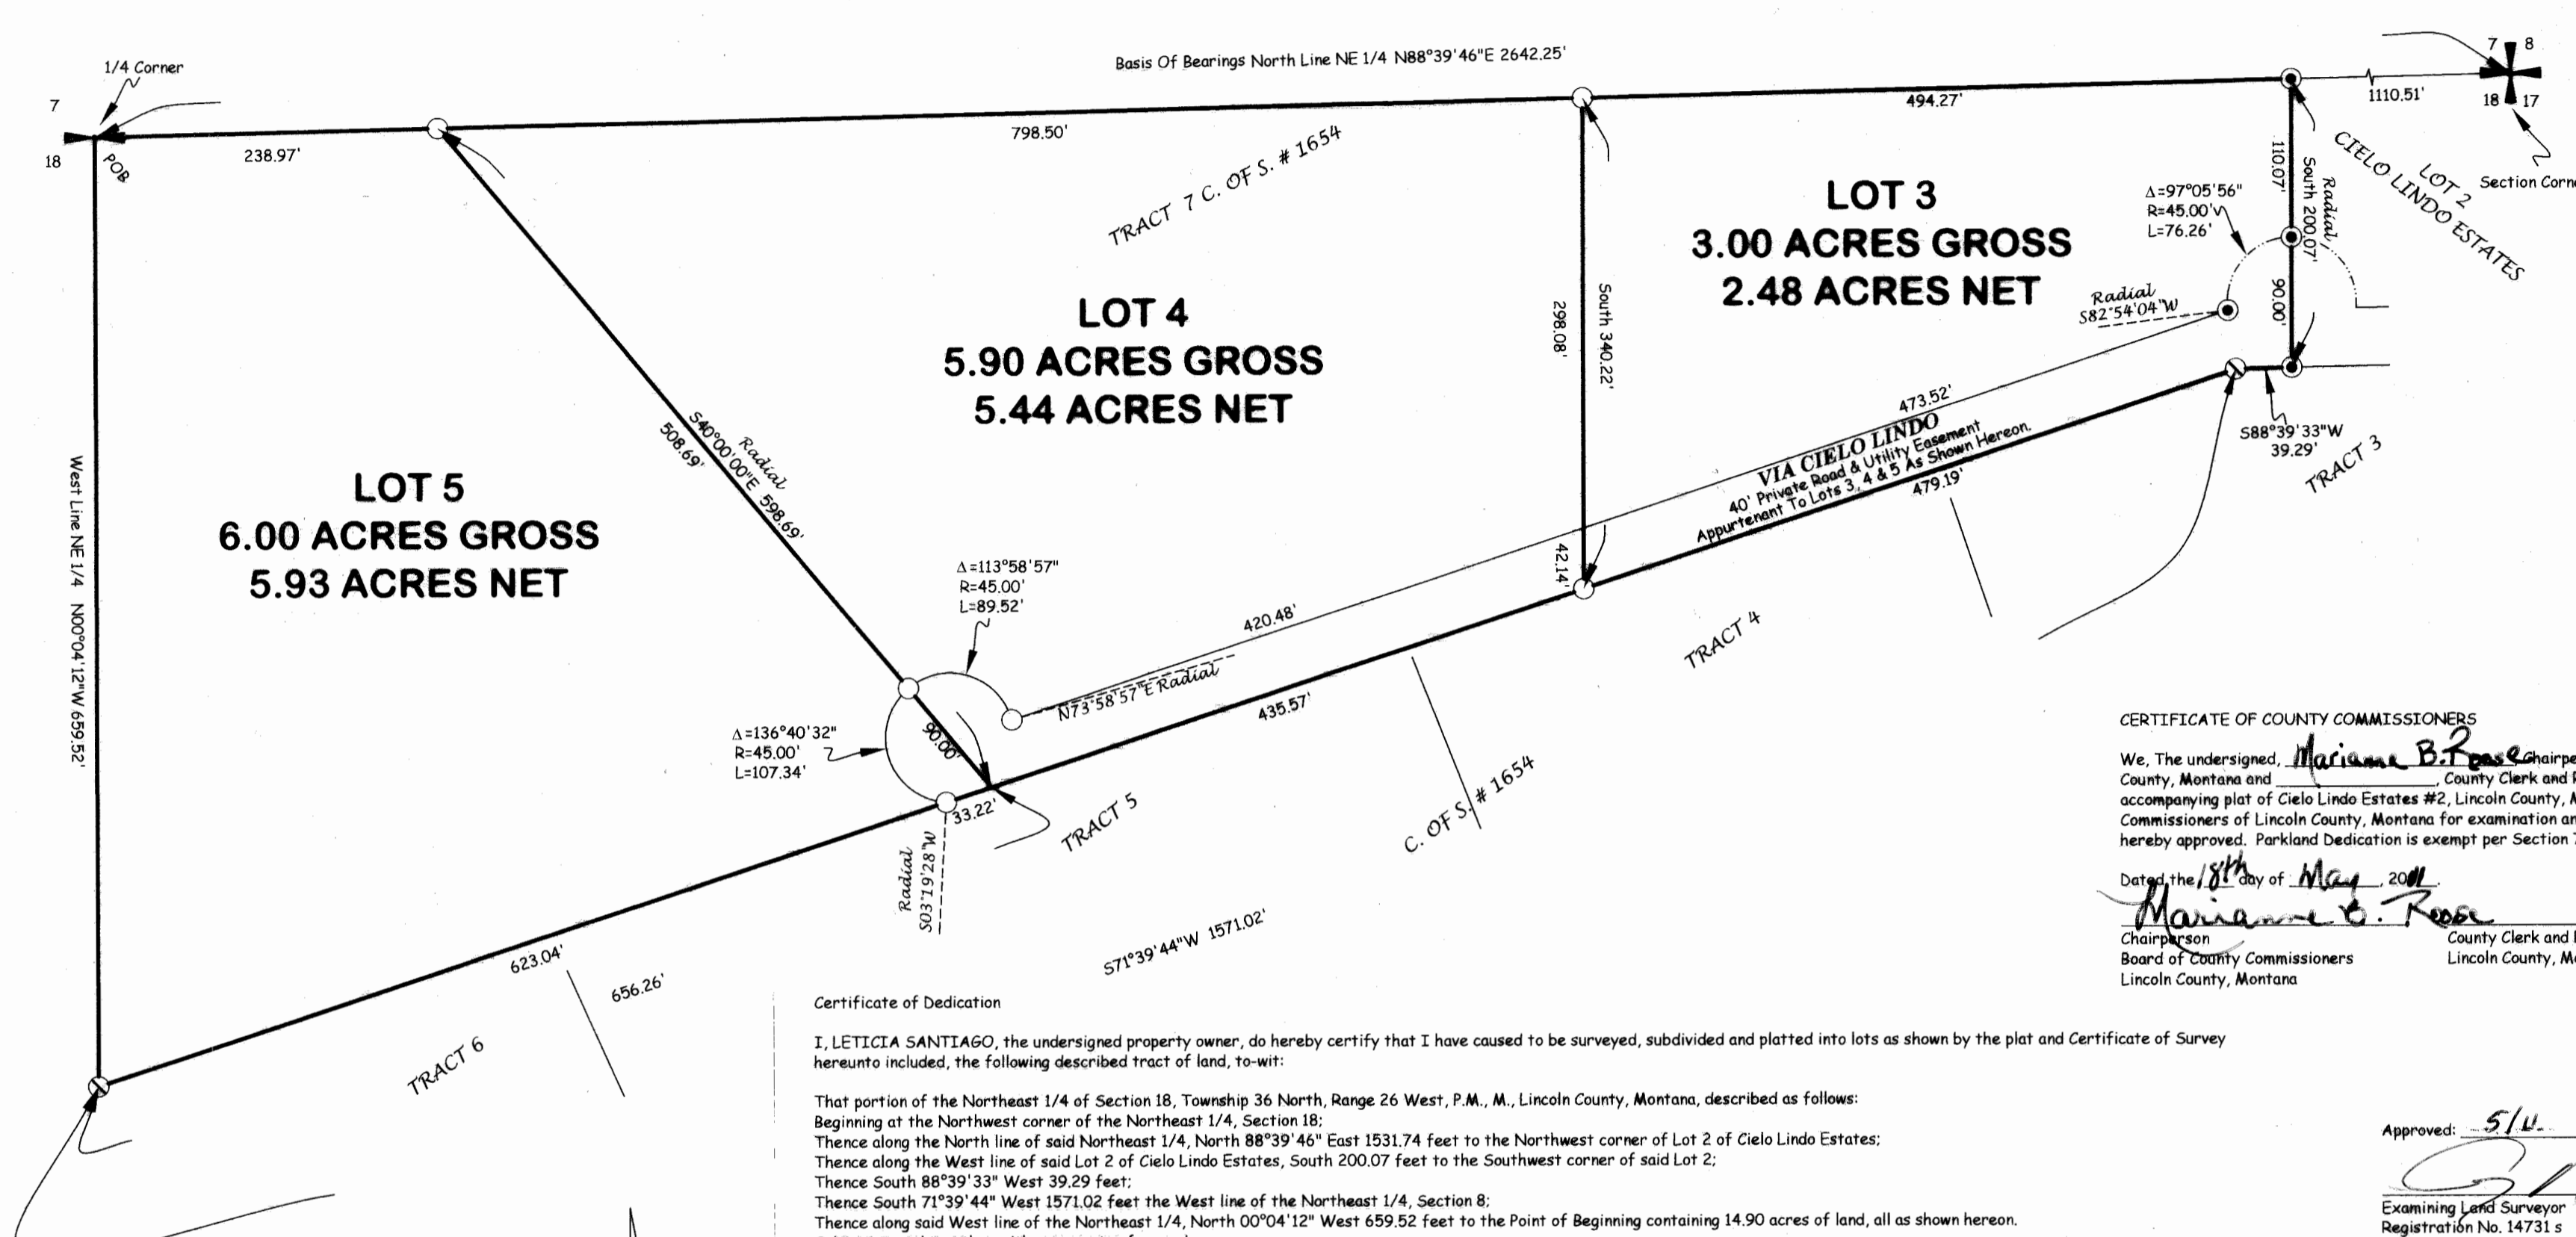 Basis Of Bearings North Line NE 1/4 N88°39'46"E 2642.25'
1/4 Corner
7
18
POB
238.97'
798.50'
494.27'
1110.51'
7 8
18 17
Section Corn
TRACT 7 C. OF S. # 1654
LOT 3
3.00 ACRES GROSS
2.48 ACRES NET
110.07'
South 200.07'
Radial
90.00'
LOT 2
CIELO LINDO ESTATES
Δ=97°05'56"
R=45.00'
L=76.26'
Radial
S82°54'04"W
LOT 4
5.90 ACRES GROSS
5.44 ACRES NET
298.08'
South 340.22'
42.14'
473.52'
VIA CIELO LINDO
40' Private Road & Utility Easement
Appurtenant To Lots 3, 4 & 5 As Shown Hereon.
479.19'
S88°39'33"W
39.29'
TRACT 3
LOT 5
6.00 ACRES GROSS
5.93 ACRES NET
West Line NE 1/4 N00°04'12"W 659.52'
Radial
S40°00'00"E 598.69'
508.69'
Δ=113°58'57"
R=45.00'
L=89.52'
420.48'
N73°58'57"E Radial
435.57'
TRACT 4
Δ=136°40'32"
R=45.00'
L=107.34'
90.00'
33.22'
TRACT 5
C. OF S. # 1654
Radial
S03°19'28"W
S71°39'44"W 1571.02'
623.04'
656.26'
TRACT 6
CERTIFICATE OF COUNTY COMMISSIONERS
We, The undersigned, Marianne B. Roose Chairpe
County, Montana and , County Clerk and
accompanying plat of Cielo Lindo Estates #2, Lincoln County,
Commissioners of Lincoln County, Montana for examination an
hereby approved. Parkland Dedication is exempt per Section
Dated the 18th day of May, 2011.
Marianne B. Roose
Chairperson County Clerk and
Board of County Commissioners Lincoln County, M
Lincoln County, Montana
Certificate of Dedication
I, LETICIA SANTIAGO, the undersigned property owner, do hereby certify that I have caused to be surveyed, subdivided and platted into lots as shown by the plat and Certificate of Survey
hereunto included, the following described tract of land, to-wit:
That portion of the Northeast 1/4 of Section 18, Township 36 North, Range 26 West, P.M., M., Lincoln County, Montana, described as follows:
Beginning at the Northwest corner of the Northeast 1/4, Section 18;
Thence along the North line of said Northeast 1/4, North 88°39'46" East 1531.74 feet to the Northwest corner of Lot 2 of Cielo Lindo Estates;
Thence along the West line of said Lot 2 of Cielo Lindo Estates, South 200.07 feet to the Southwest corner of said Lot 2;
Thence South 88°39'33" West 39.29 feet;
Thence South 71°39'44" West 1571.02 feet the West line of the Northeast 1/4, Section 8;
Thence along said West line of the Northeast 1/4, North 00°04'12" West 659.52 feet to the Point of Beginning containing 14.90 acres of land, all as shown hereon.
Approved: 5/11
Examining Land Surveyor
Registration No. 14731 s